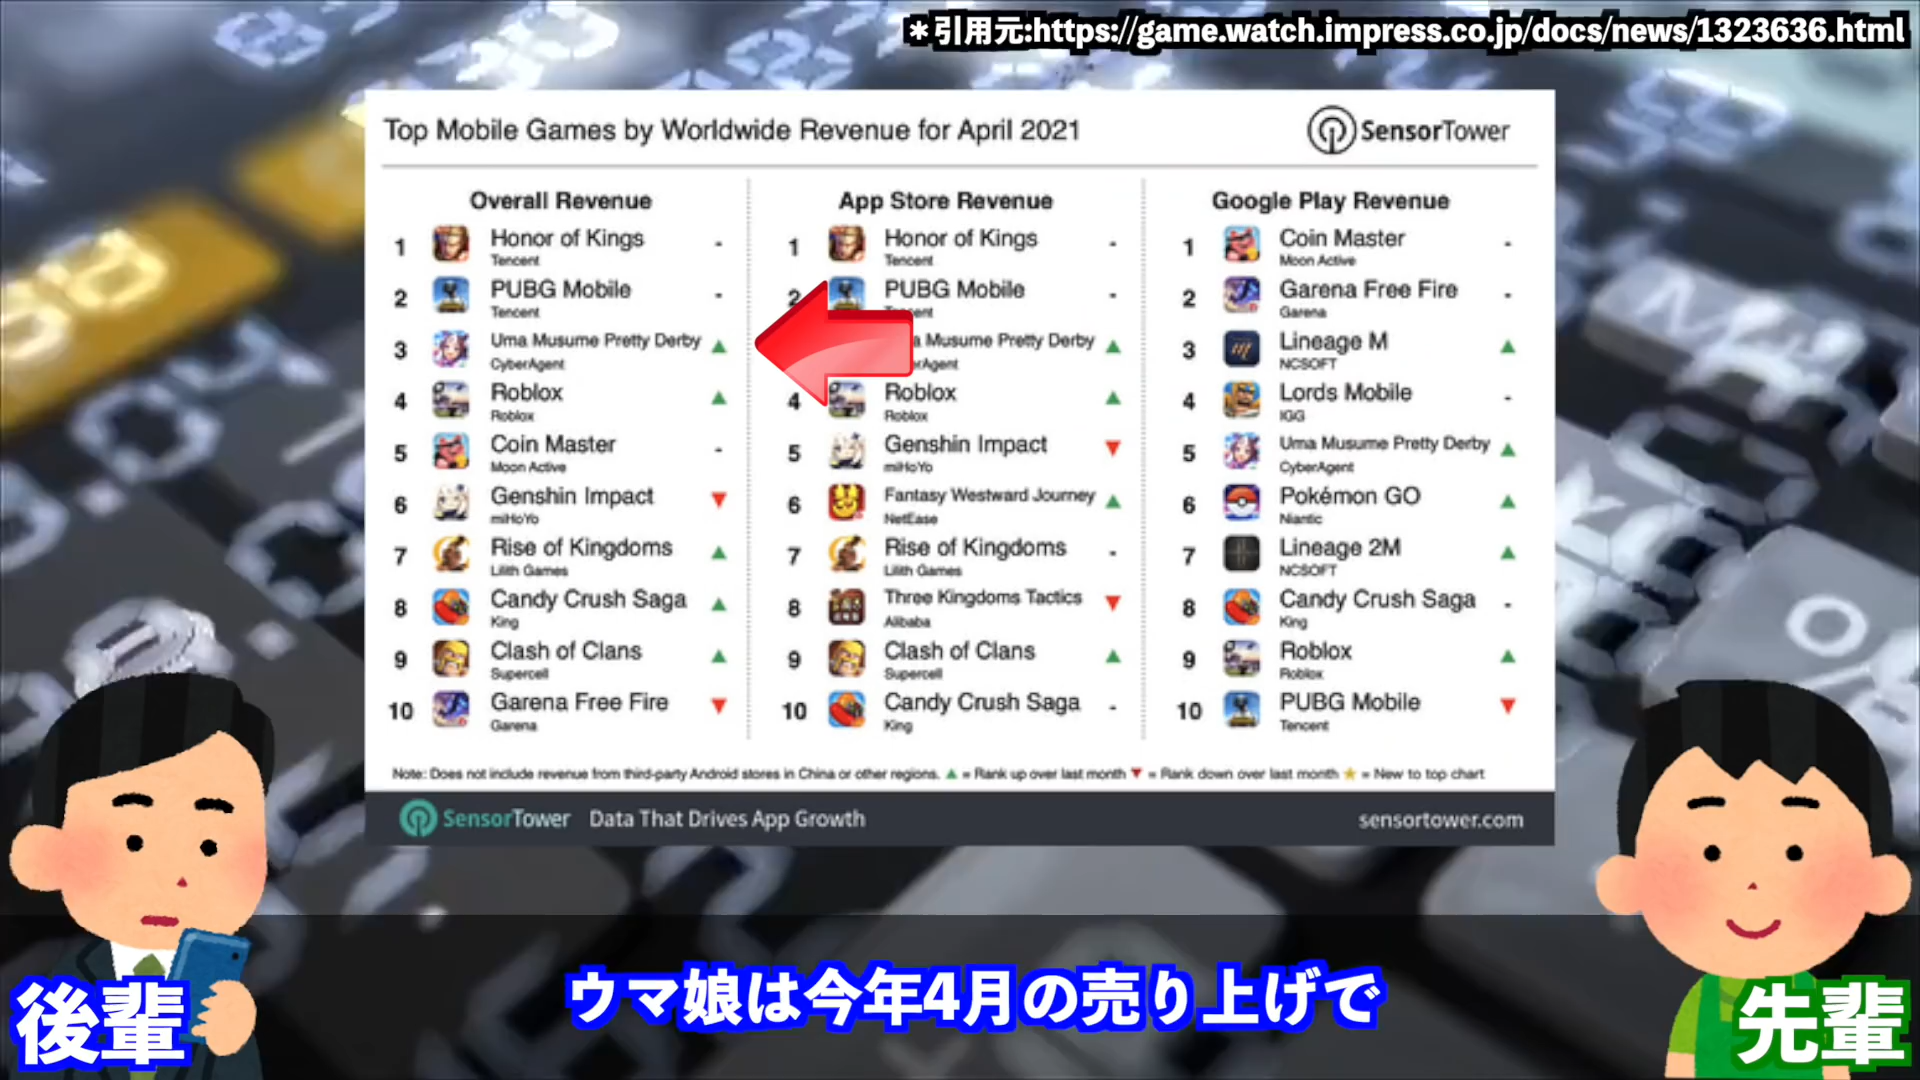 ＊引用元:https://game.watch.impress.co.jp/docs/news/1323636.html
Top Mobile Games by Worldwide Revenue for April 2021
SensorTower
Overall Revenue
1 Honor of Kings -
Tencent
2 PUBG Mobile -
Tencent
3 Uma Musume Pretty Derby ▲
CyberAgent
4 Roblox ▲
Roblox
5 Coin Master -
Moon Active
6 Genshin Impact ▼
miHoYo
7 Rise of Kingdoms ▲
Lilith Games
8 Candy Crush Saga ▲
King
9 Clash of Clans ▲
Supercell
10 Garena Free Fire ▼
Garena
App Store Revenue
1 Honor of Kings -
Tencent
2 PUBG Mobile -
4 Roblox ▲
Musume Pretty Derby ▲
Roblox
5 Genshin Impact ▼
miHoYo
6 Fantasy Westward Journey ▲
NetEase
7 Rise of Kingdoms -
Lilith Games
8 Three Kingdoms Tactics ▼
Alibaba
9 Clash of Clans ▲
Supercell
10 Candy Crush Saga -
King
Google Play Revenue
1 Coin Master -
Moon Active
2 Garena Free Fire -
Garena
3 Lineage M ▲
NCSOFT
4 Lords Mobile -
IGG
5 Uma Musume Pretty Derby ▲
CyberAgent
6 Pokémon GO ▲
Niantic
7 Lineage 2M ▲
NCSOFT
8 Candy Crush Saga -
King
9 Roblox ▲
Roblox
10 PUBG Mobile ▼
Tencent
Note: Does not include revenue from third-party Android stores in China or other regions. ▲ = Rank up over last month ▼ = Rank down over last month ★ = New to top chart
SensorTower Data That Drives App Growth
sensortower.com
ウマ娘は今年4月の売り上げで
後輩
先輩